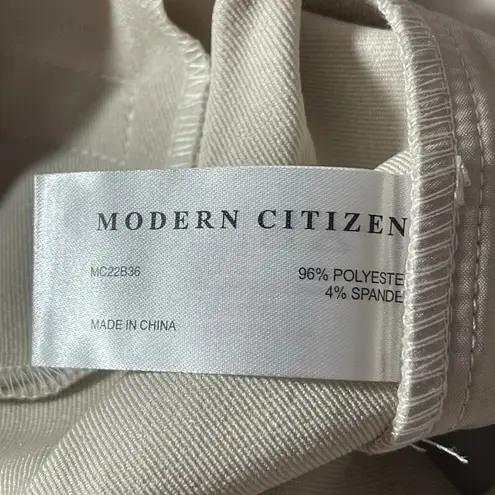 MODERN CITIZEN
MC22B36
96% POLYESTE
4% SPANDE
MADE IN CHINA